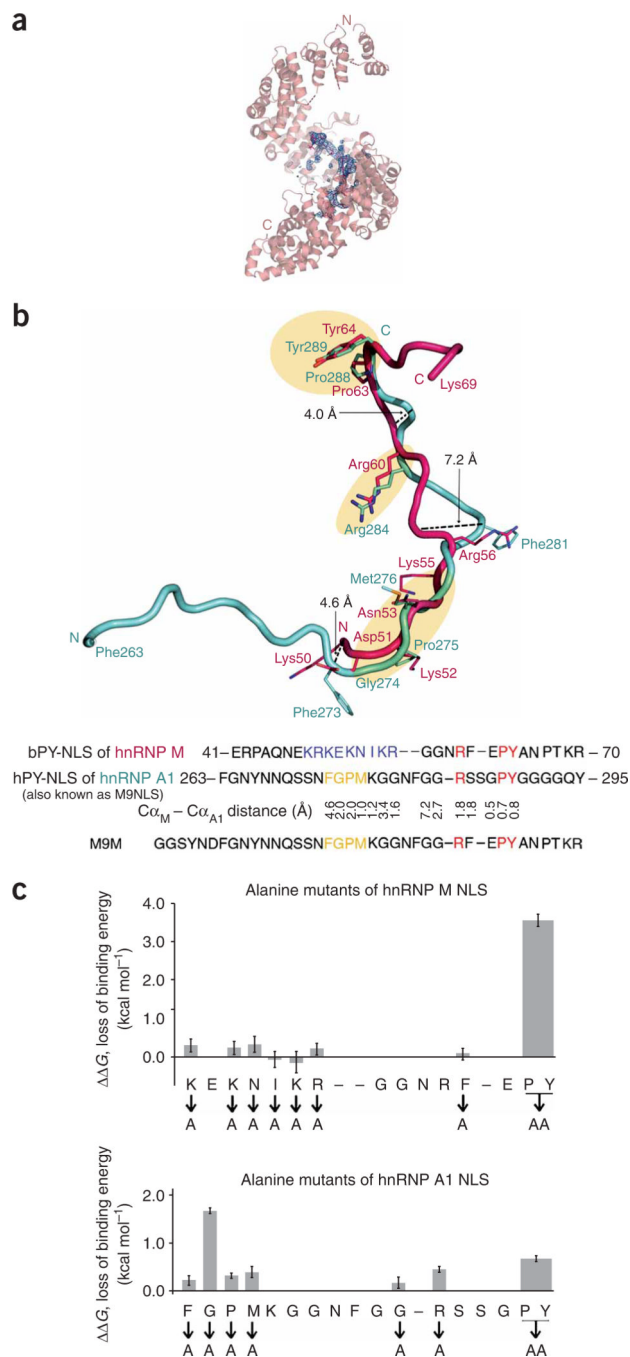 a
N
C
b
Tyr64
C
Tyr289
Pro288
Pro63
C
Lys69
4.0 Å
Arg60
7.2 Å
Arg284
Arg56
Phe281
Lys55
Met276
4.6 Å
Asn53
N
N
Asp51
Pro275
Phe263
Lys50
Lys52
Gly274
Phe273
bPY-NLS of hnRNP M 41–ERPAQNEKRKEKNIKR--GGNRF–EPYANPTKR–70
hPY-NLS of hnRNP A1 263–FGNYNNQSSNFGPMKGGNFGG–RSSGPYGGGGQY–295
(also known as M9NLS)
CαM – CαA1 distance (Å) 4.6 2.0 2.0 1.0 1.2 3.4 1.6 7.2 2.7 1.8 1.8 0.5 0.7 0.8
M9M GGSYNDFGNYNNQSSNFGPMKGGNFGG–RF–EPYANPTKR
c
Alanine mutants of hnRNP M NLS
ΔΔG, loss of binding energy
(kcal mol–1)
4.0
3.0
2.0
1.0
0.0
K E K N I K R – – G G N R F – E P Y
A A A A A A A AA
Alanine mutants of hnRNP A1 NLS
ΔΔG, loss of binding energy
(kcal mol–1)
2.0
1.0
0.0
F G P M K G G N F G G – R S S G P Y
A A A A A A AA